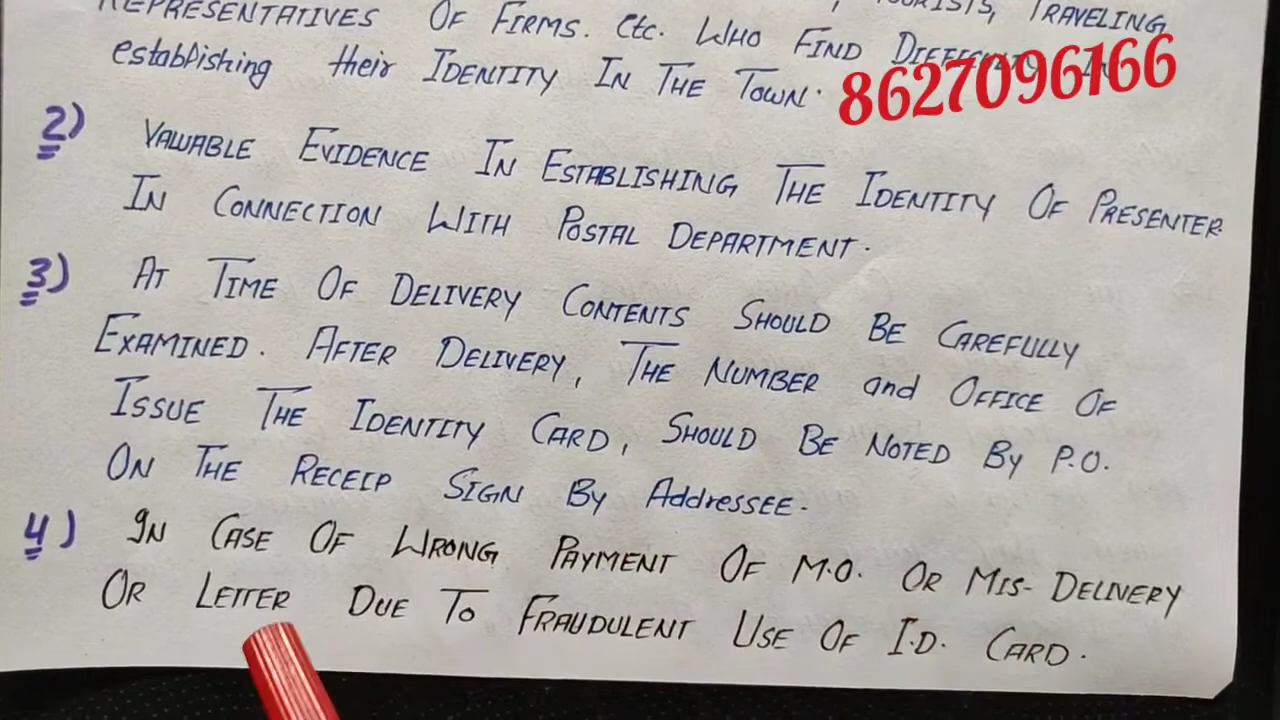 REPRESENTATIVES OF FIRMS. Etc. WHO FIND DIFFICULTY IN
establishing their IDENTITY IN THE TOWN.
8627096166
2) VALUABLE EVIDENCE IN ESTABLISHING THE IDENTITY OF PRESENTER
IN CONNECTION WITH POSTAL DEPARTMENT.
3) AT TIME OF DELIVERY CONTENTS SHOULD BE CAREFULLY
EXAMINED. AFTER DELIVERY, THE NUMBER and OFFICE OF
ISSUE THE IDENTITY CARD, SHOULD BE NOTED BY P.O.
ON THE RECEIP SIGN BY AddressEE.
4) IN CASE OF WRONG PAYMENT OF M.O. OR MIS-DELIVERY
OR LETTER DUE TO FRAUDULENT USE OF I.D. CARD.